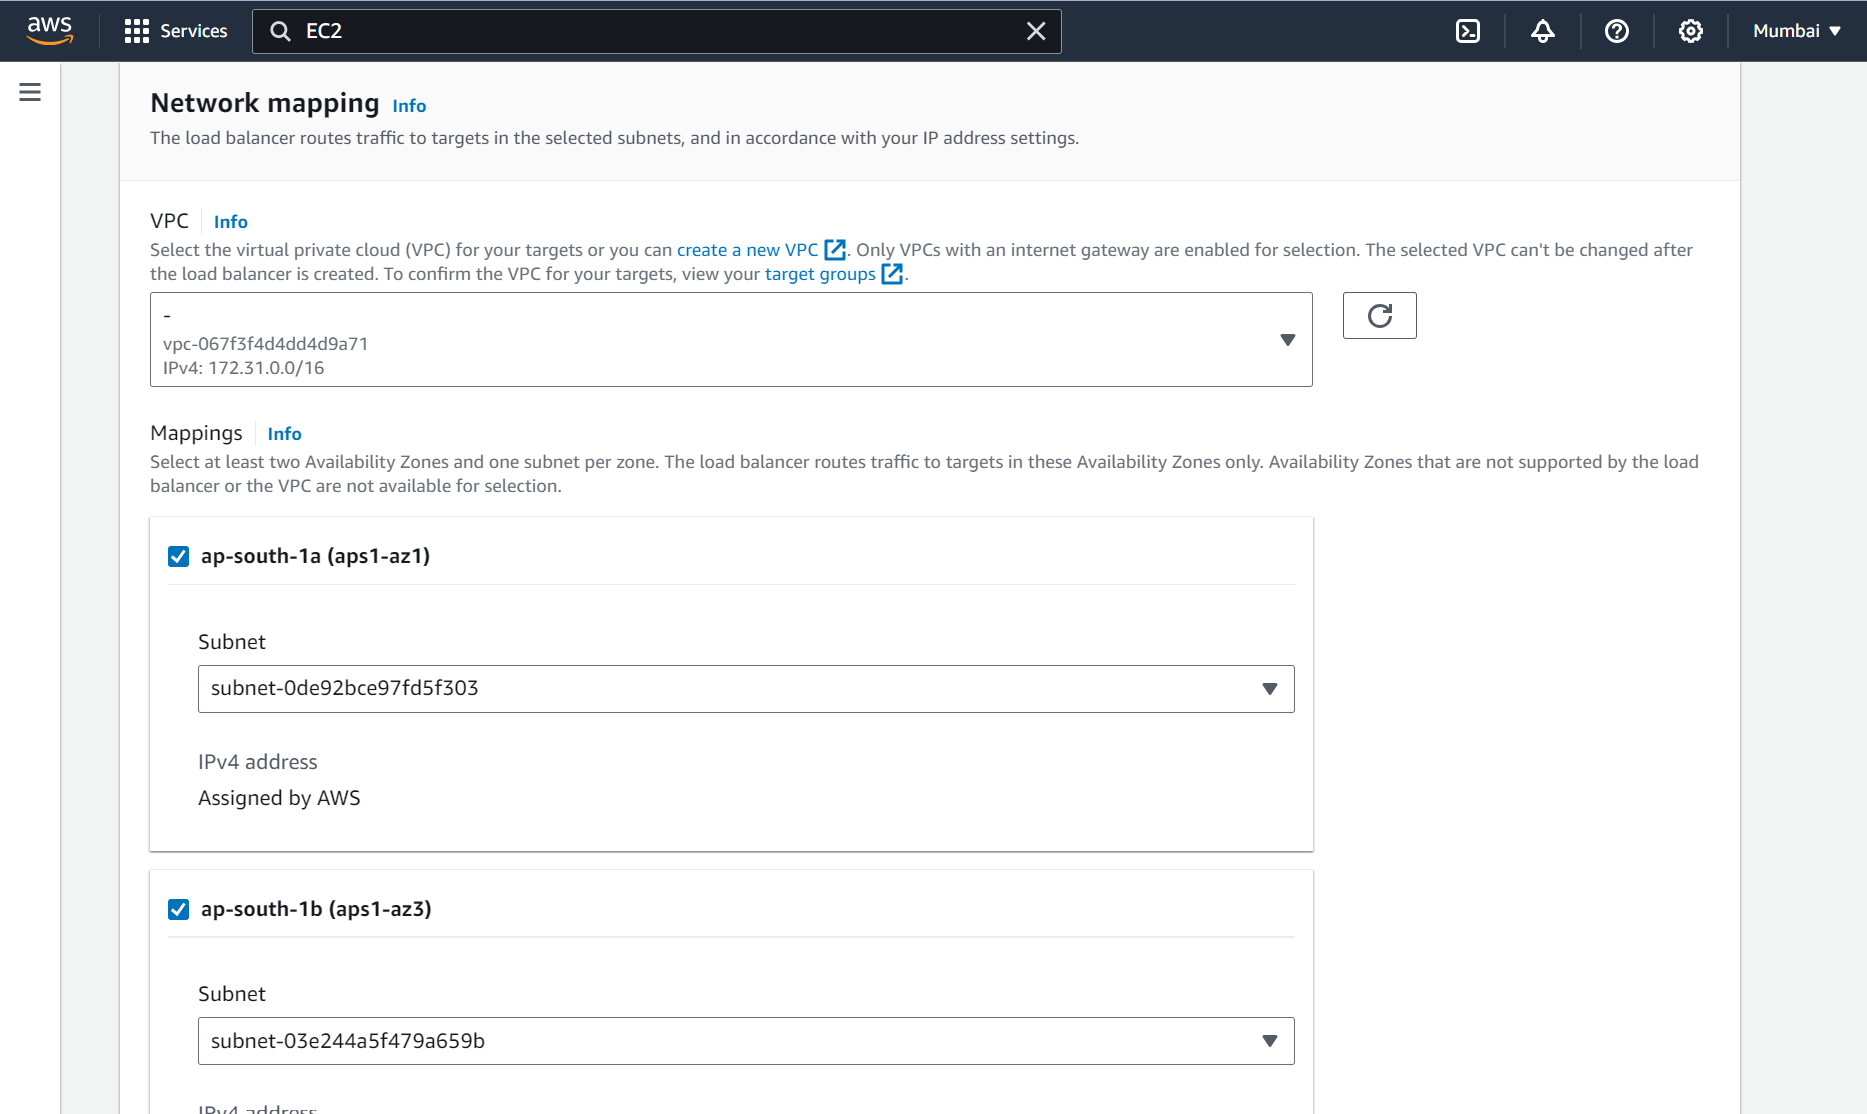 aws
Services
EC2
Mumbai
Network mapping Info
The load balancer routes traffic to targets in the selected subnets, and in accordance with your IP address settings.
VPC Info
Select the virtual private cloud (VPC) for your targets or you can create a new VPC. Only VPCs with an internet gateway are enabled for selection. The selected VPC can't be changed after
the load balancer is created. To confirm the VPC for your targets, view your target groups.
-
vpc-067f3f4d4dd4d9a71
IPv4: 172.31.0.0/16
Mappings Info
Select at least two Availability Zones and one subnet per zone. The load balancer routes traffic to targets in these Availability Zones only. Availability Zones that are not supported by the load
balancer or the VPC are not available for selection.
ap-south-1a (aps1-az1)
Subnet
subnet-0de92bce97fd5f303
IPv4 address
Assigned by AWS
ap-south-1b (aps1-az3)
Subnet
subnet-03e244a5f479a659b
IPv4 address